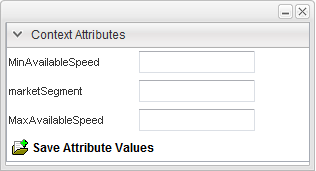 Context Attributes
MinAvailableSpeed
marketSegment
MaxAvailableSpeed
Save Attribute Values